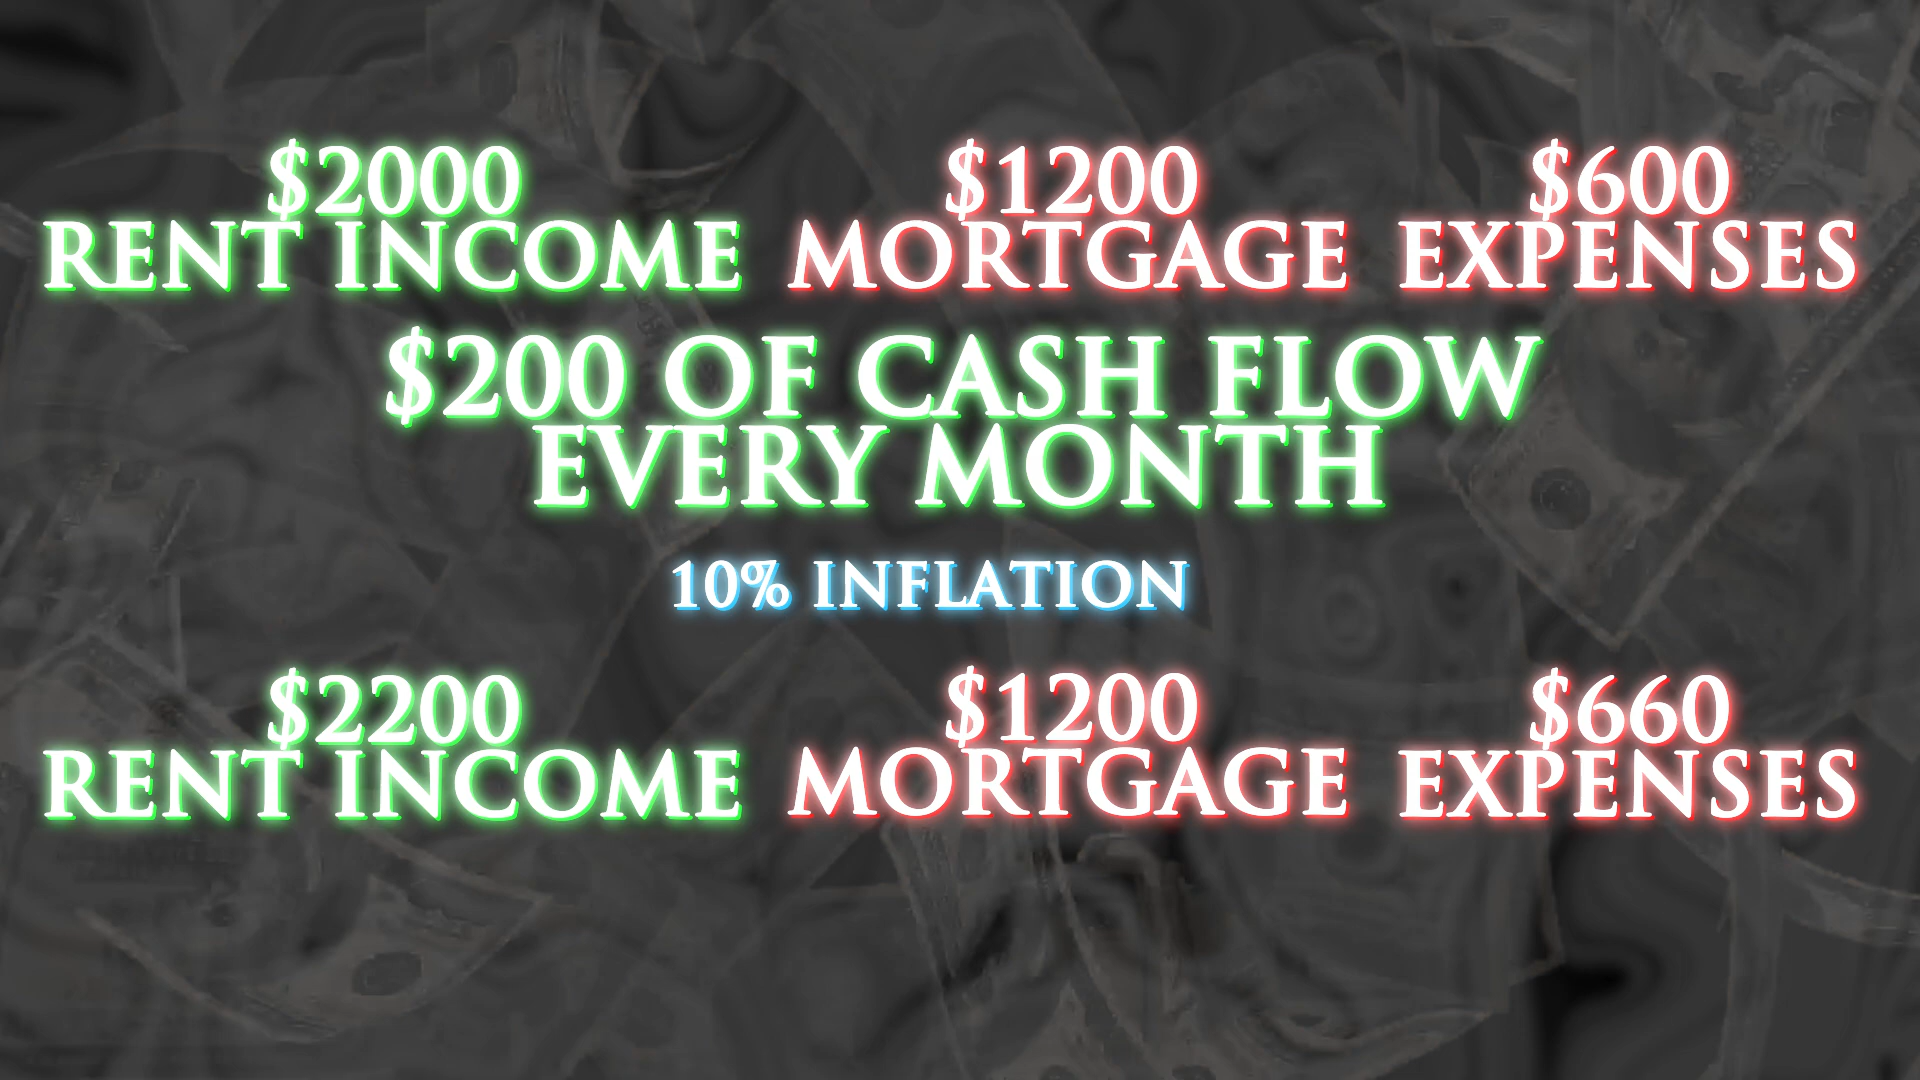 $2000
RENT INCOME
$1200
MORTGAGE
$600
EXPENSES
$200 OF CASH FLOW
EVERY MONTH
10% INFLATION
$2200
RENT INCOME
$1200
MORTGAGE
$660
EXPENSES